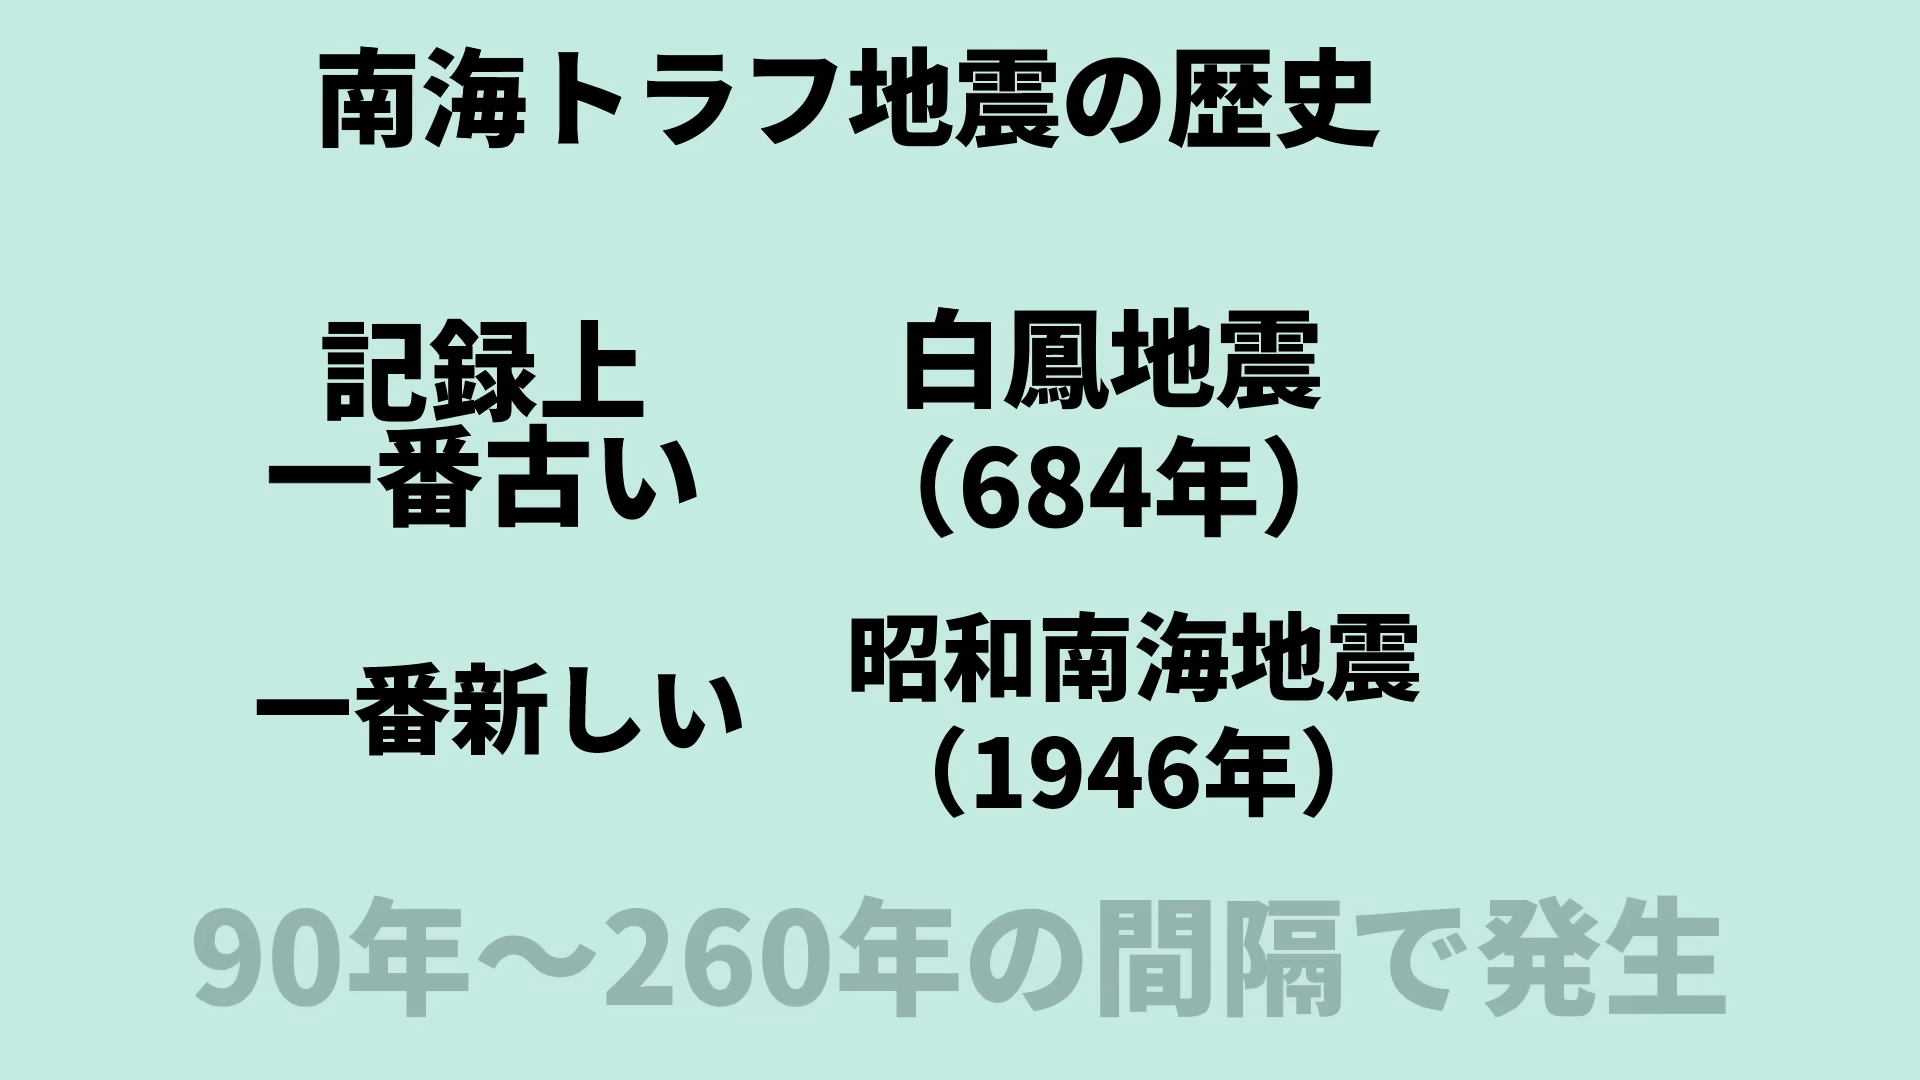 南海トラフ地震の歴史
記録上
一番古い
白鳳地震
（684年）
一番新しい
昭和南海地震
（1946年）
90年～260年の間隔で発生